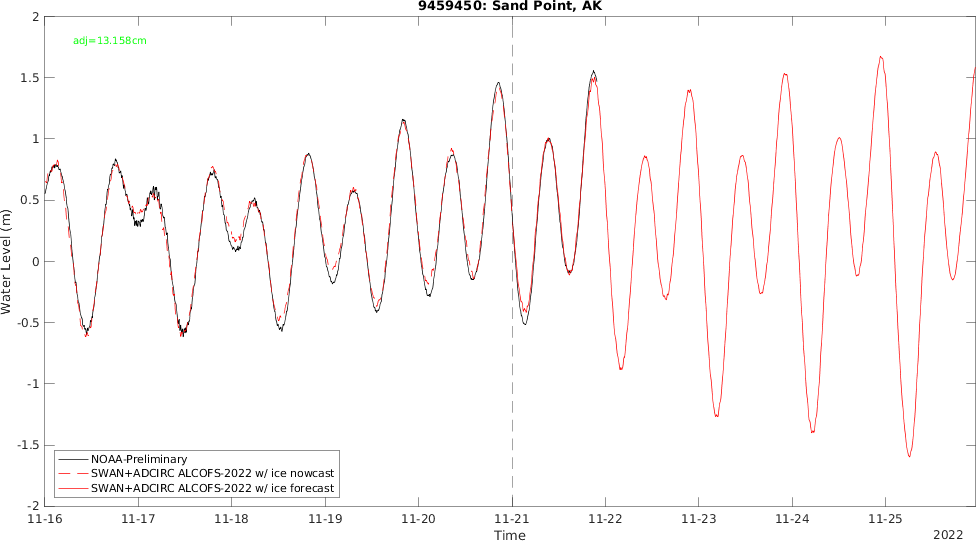 9459450: Sand Point, AK
adj=13.158cm
Water Level (m)
2
1.5
1
0.5
0
-0.5
-1
-1.5
-2
NOAA-Preliminary
SWAN+ADCIRC ALCOFS-2022 w/ ice nowcast
SWAN+ADCIRC ALCOFS-2022 w/ ice forecast
11-16 11-17 11-18 11-19 11-20 11-21 11-22 11-23 11-24 11-25
Time
2022